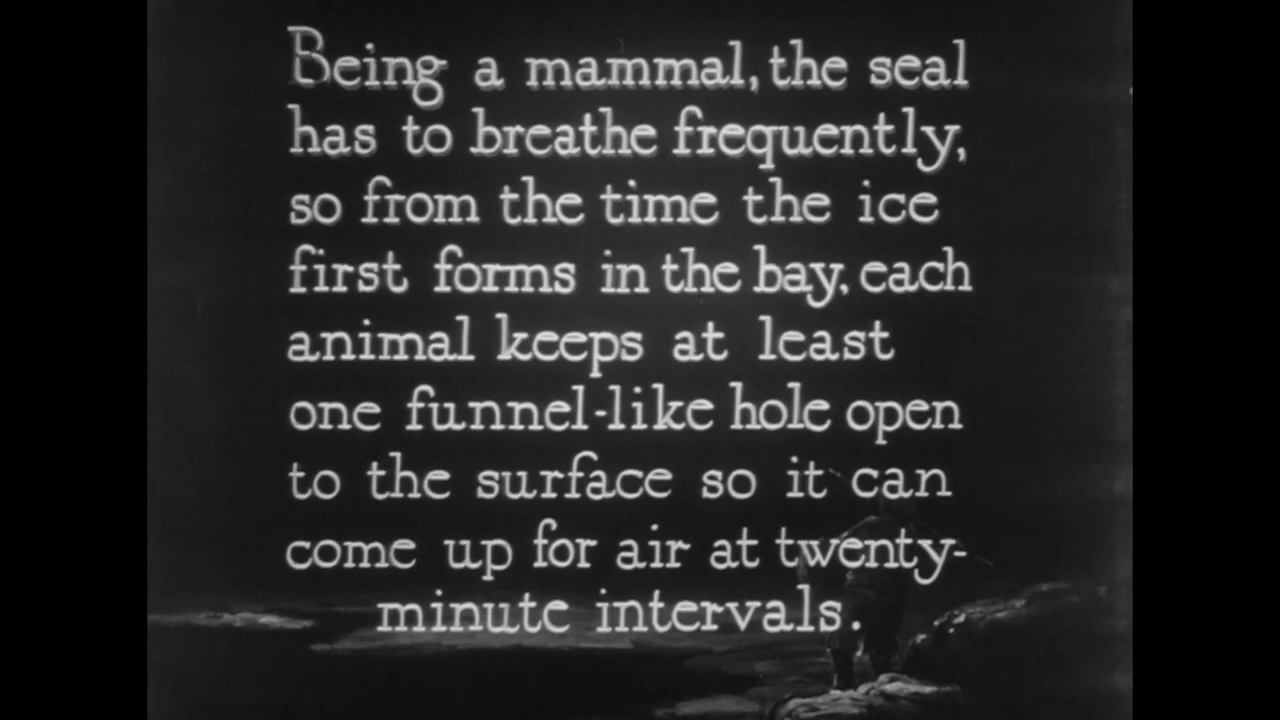 Being a mammal, the seal
has to breathe frequently,
so from the time the ice
first forms in the bay, each
animal keeps at least
one funnel-like hole open
to the surface so it can
come up for air at twenty-
minute intervals.